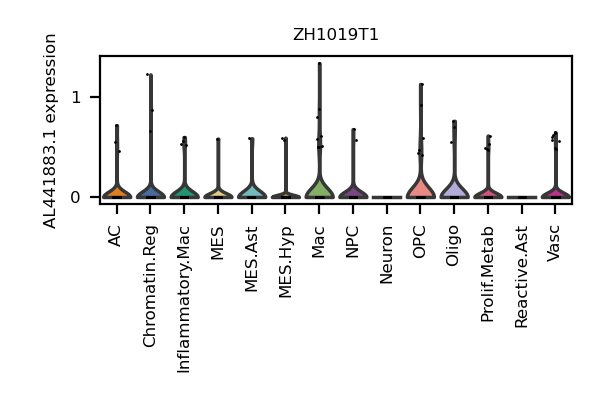 ZH1019T1
AL441883.1 expression
1
0
AC
Chromatin.Reg
Inflammatory.Mac
MES
MES.Ast
MES.Hyp
Mac
NPC
Neuron
OPC
Oligo
Prolif.Metab
Reactive.Ast
Vasc